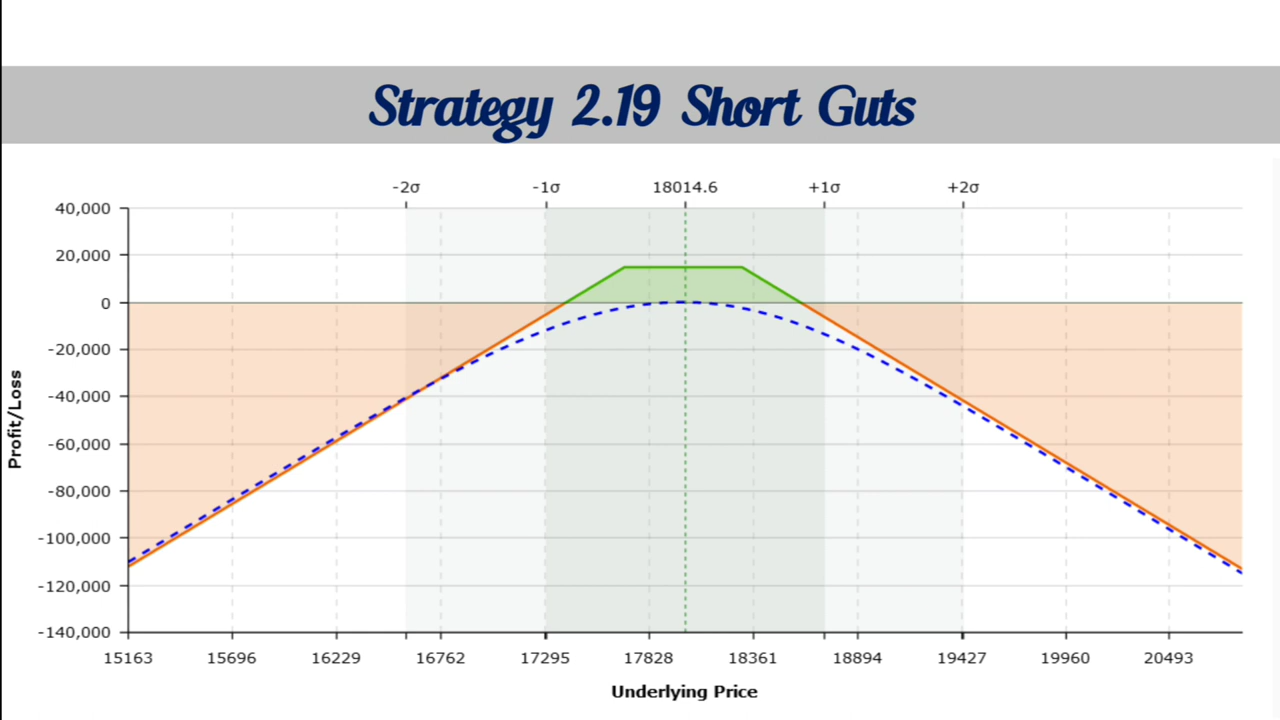 Strategy 2.19 Short Guts
-2σ -1σ 18014.6 +1σ +2σ
40,000
20,000
0
-20,000
-40,000
-60,000
-80,000
-100,000
-120,000
-140,000
Profit/Loss
15163 15696 16229 16762 17295 17828 18361 18894 19427 19960 20493
Underlying Price